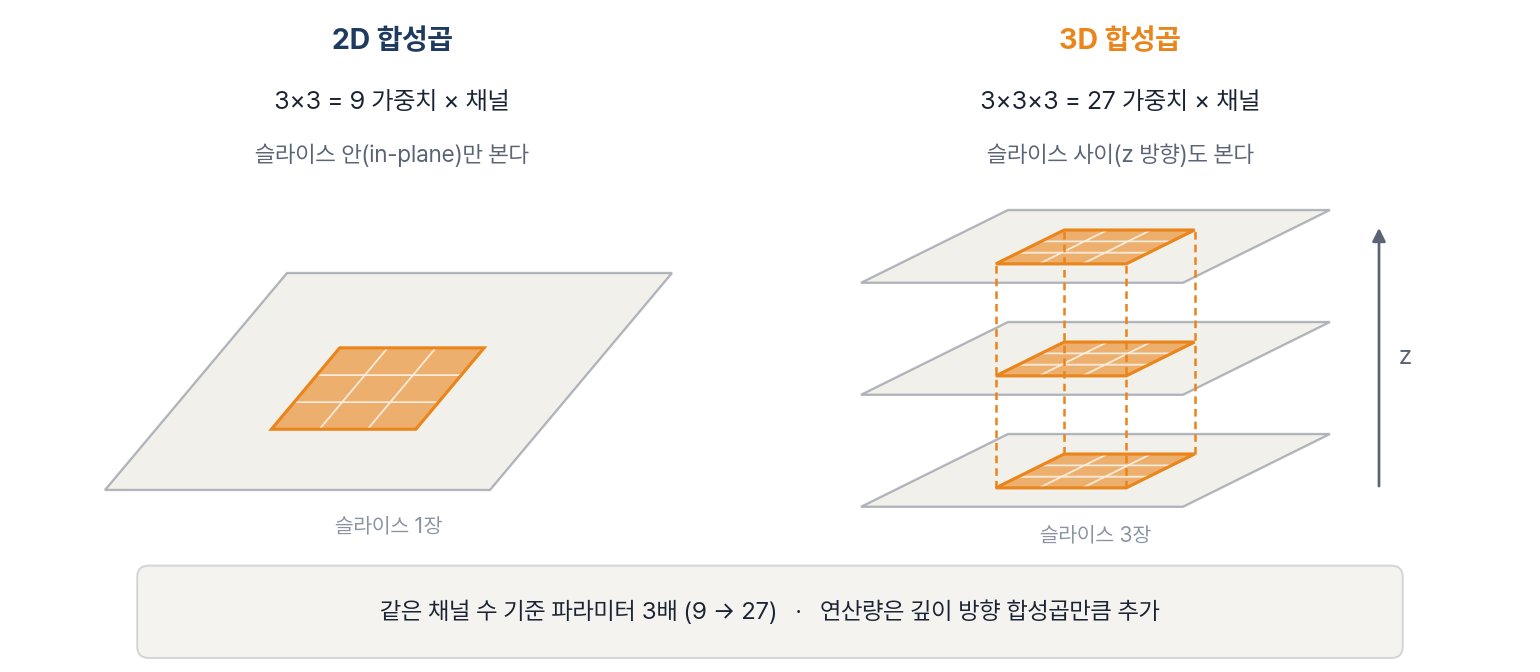 2D 합성곱
3×3 = 9 가중치 × 채널
슬라이스 안(in-plane)만 본다
슬라이스 1장
3D 합성곱
3×3×3 = 27 가중치 × 채널
슬라이스 사이(z 방향)도 본다
z
슬라이스 3장
같은 채널 수 기준 파라미터 3배 (9 → 27) · 연산량은 깊이 방향 합성곱만큼 추가